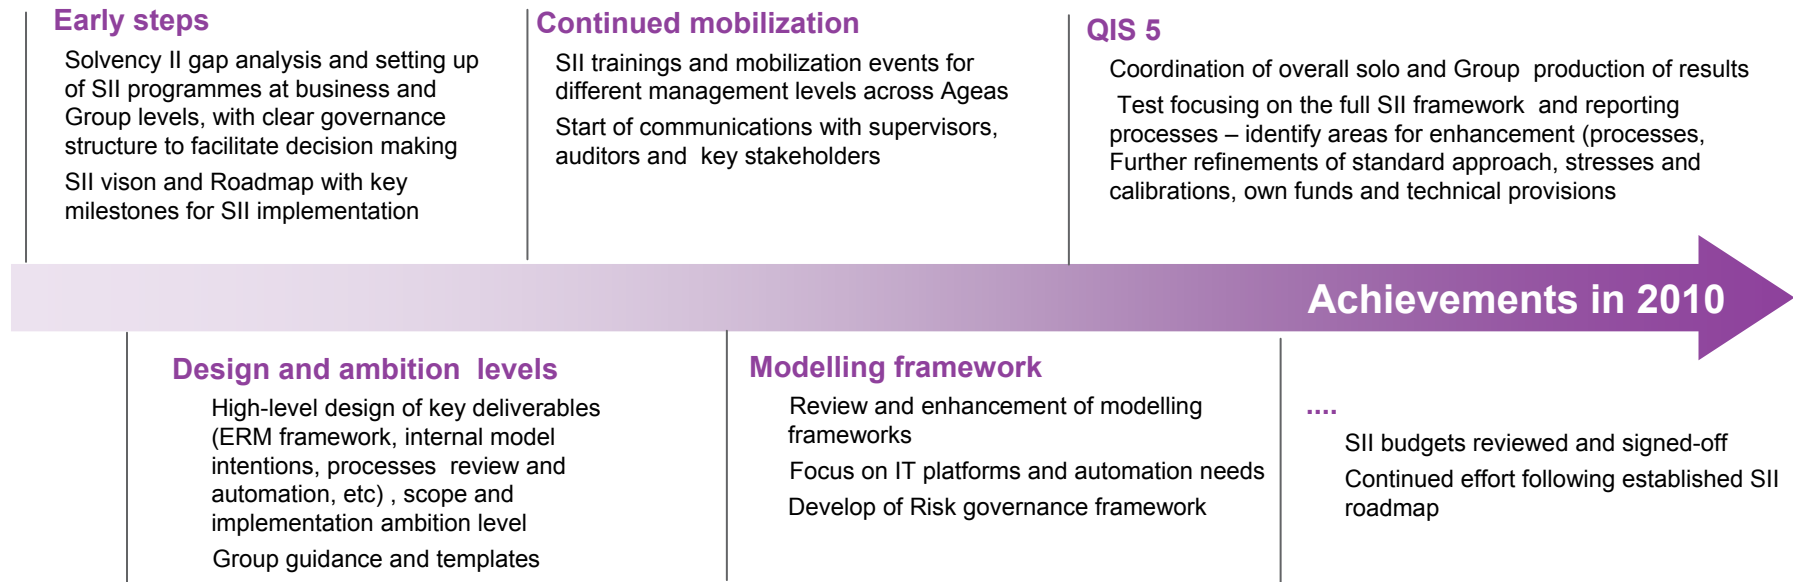 Early steps
Solvency II gap analysis and setting up
of SII programmes at business and
Group levels, with clear governance
structure to facilitate decision making
SII vison and Roadmap with key
milestones for SII implementation
Continued mobilization
SII trainings and mobilization events for
different management levels across Ageas
Start of communications with supervisors,
auditors and key stakeholders
QIS 5
Coordination of overall solo and Group production of results
Test focusing on the full SII framework and reporting
processes – identify areas for enhancement (processes,
Further refinements of standard approach, stresses and
calibrations, own funds and technical provisions
Achievements in 2010
Design and ambition levels
High-level design of key deliverables
(ERM framework, internal model
intentions, processes review and
automation, etc) , scope and
implementation ambition level
Group guidance and templates
Modelling framework
Review and enhancement of modelling
frameworks
Focus on IT platforms and automation needs
Develop of Risk governance framework
....
SII budgets reviewed and signed-off
Continued effort following established SII
roadmap